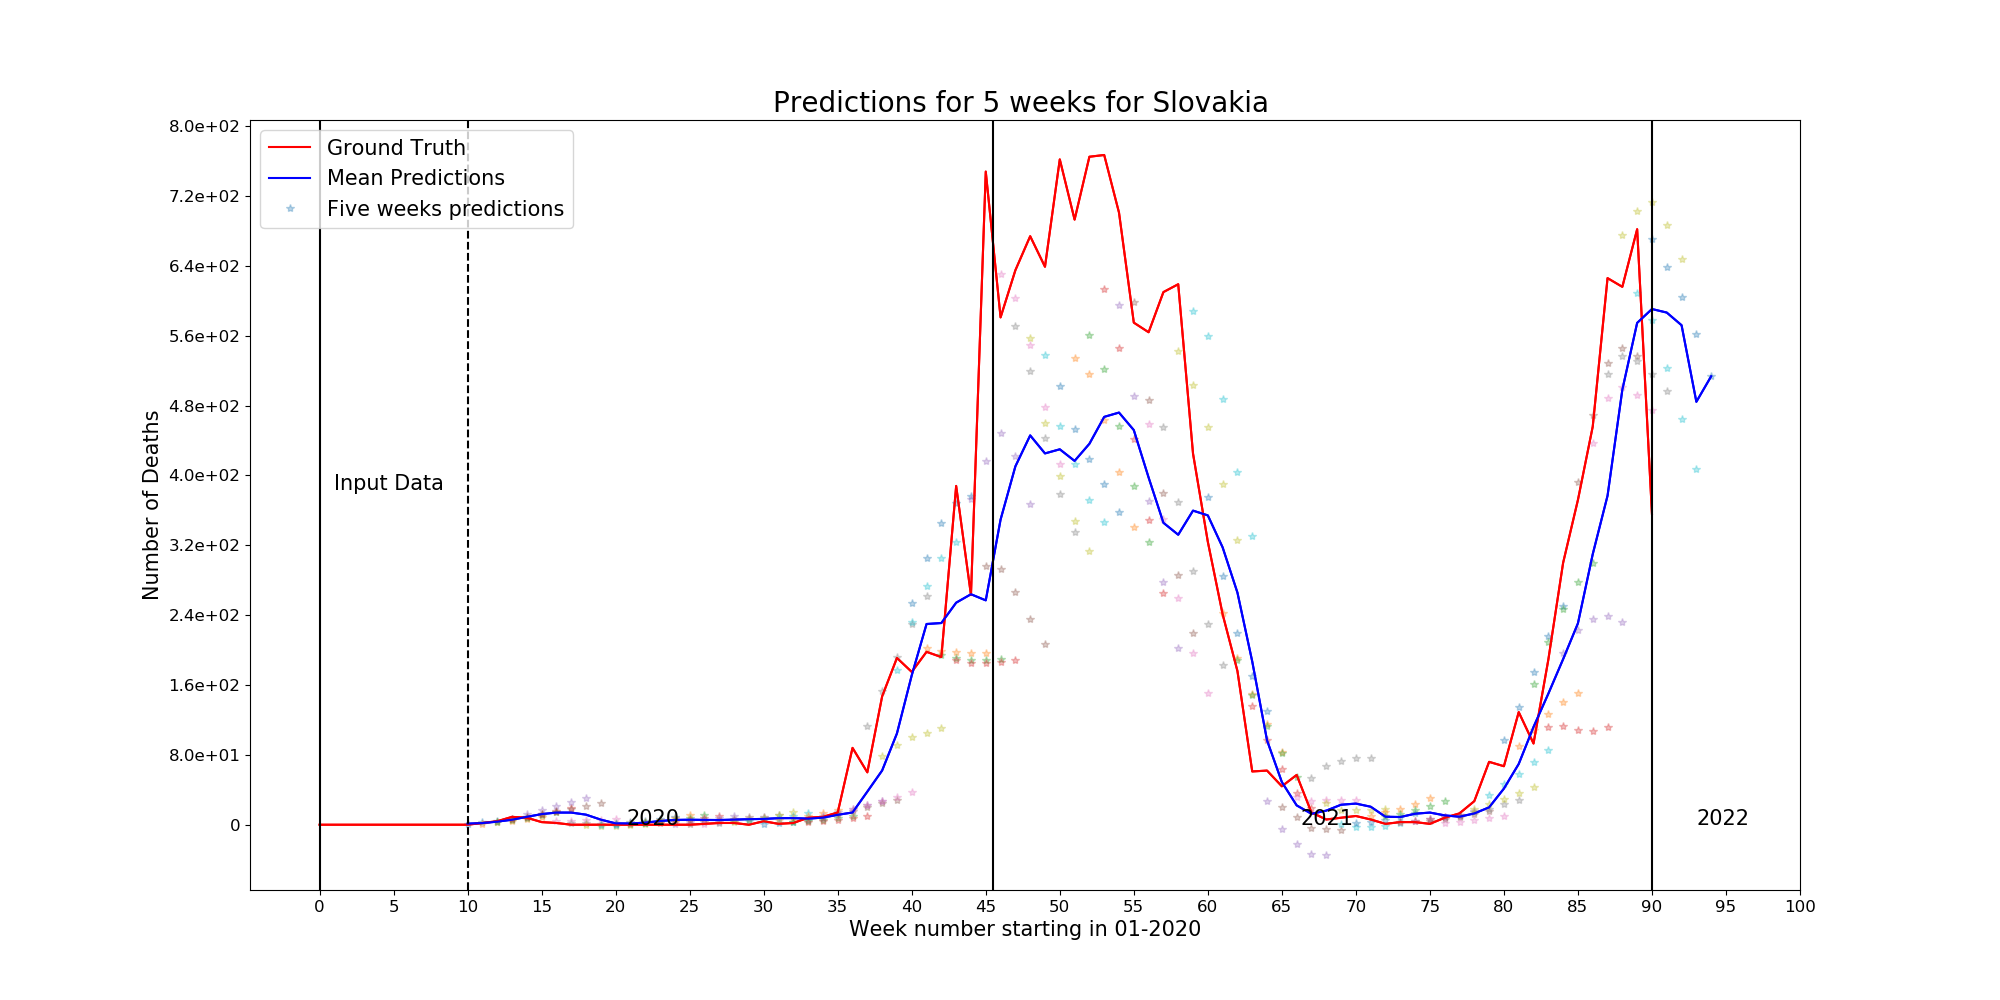 Predictions for 5 weeks for Slovakia
8.0e+02
7.2e+02
6.4e+02
5.6e+02
4.8e+02
4.0e+02
3.2e+02
2.4e+02
1.6e+02
8.0e+01
0
Number of Deaths
Ground Truth
Mean Predictions
Five weeks predictions
Input Data
2020 2021 2022
0 5 10 15 20 25 30 35 40 45 50 55 60 65 70 75 80 85 90 95 100
Week number starting in 01-2020